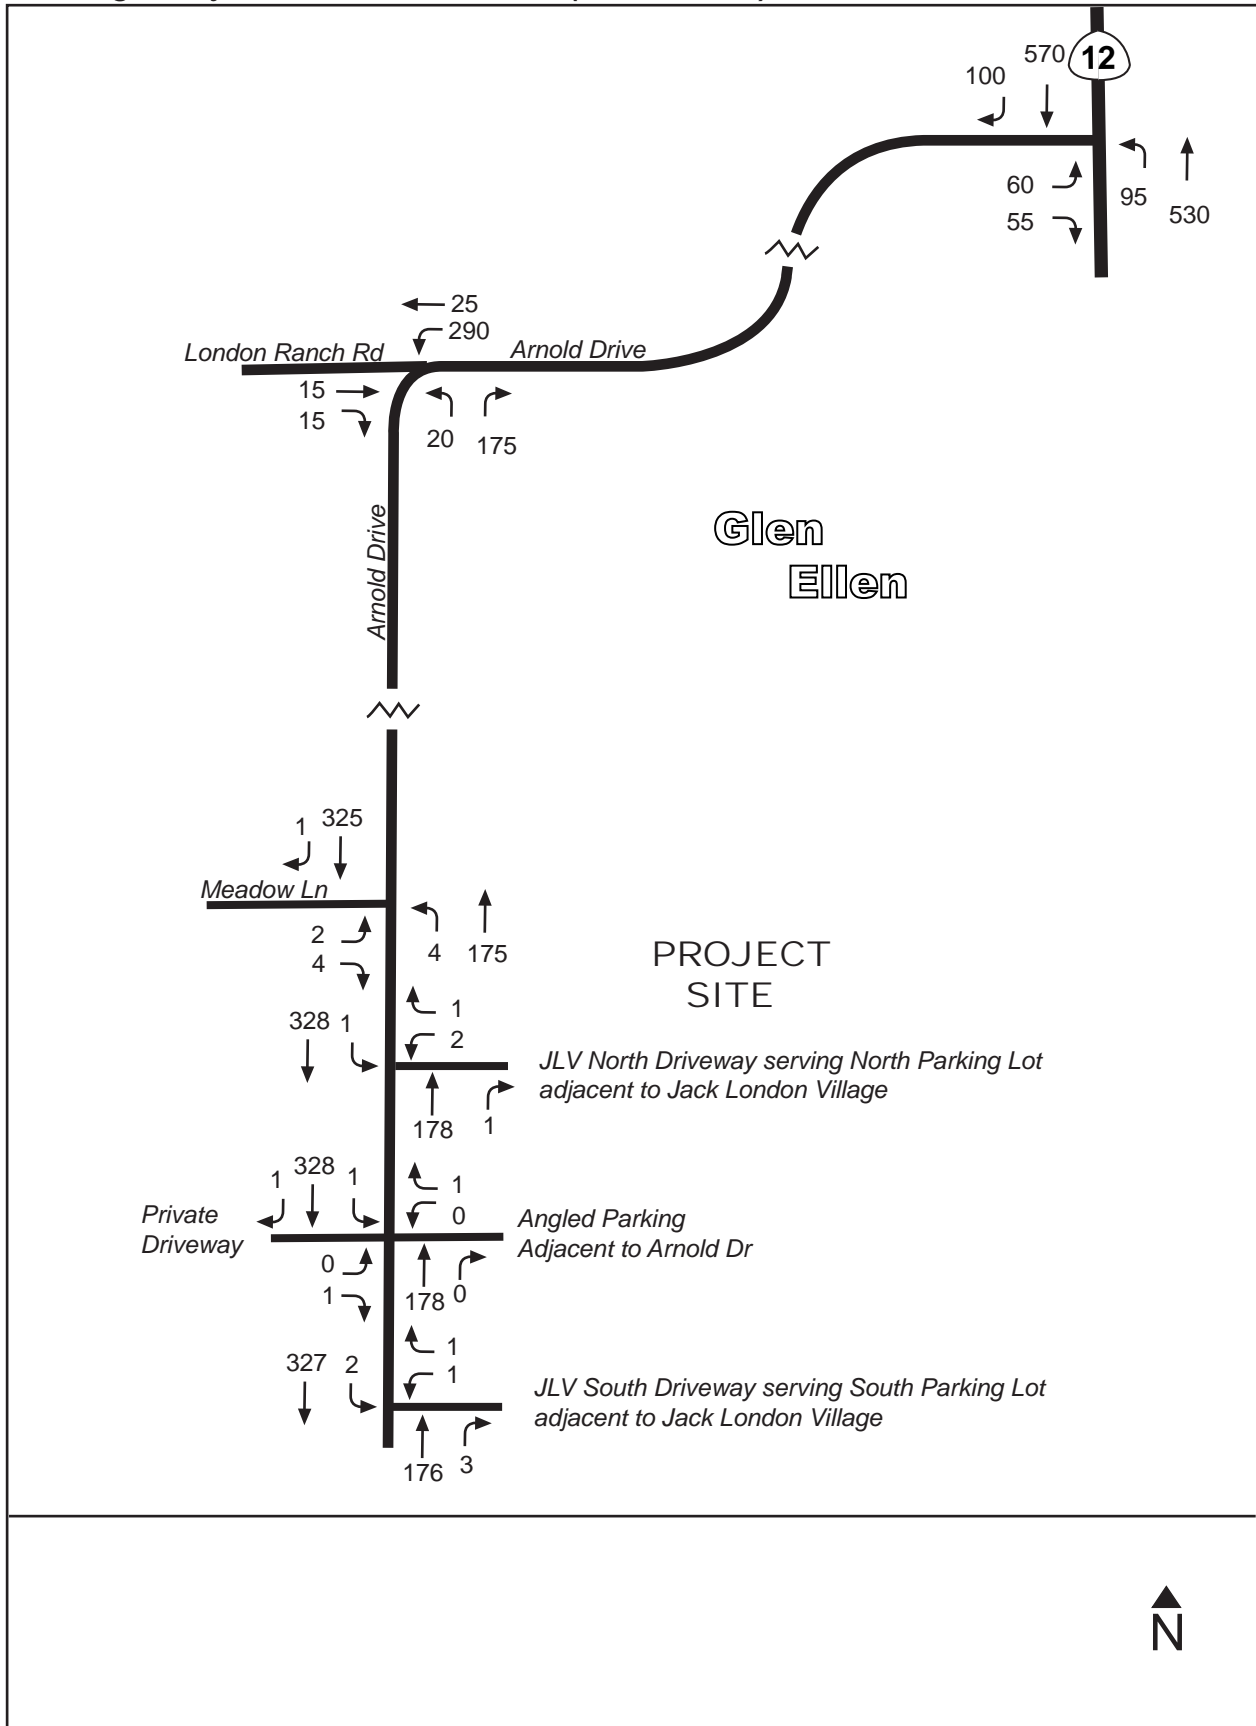 12
570
100
60
55
95
530
25
290
London Ranch Rd
Arnold Drive
15
15
20
175
Arnold Drive
Glen
Ellen
1
325
Meadow Ln
2
4
4
175
PROJECT
SITE
1
2
328
1
JLV North Driveway serving North Parking Lot
adjacent to Jack London Village
178
1
1
328
1
1
0
Private
Driveway
Angled Parking
Adjacent to Arnold Dr
0
1
178
0
1
1
327
2
JLV South Driveway serving South Parking Lot
adjacent to Jack London Village
176
3
N